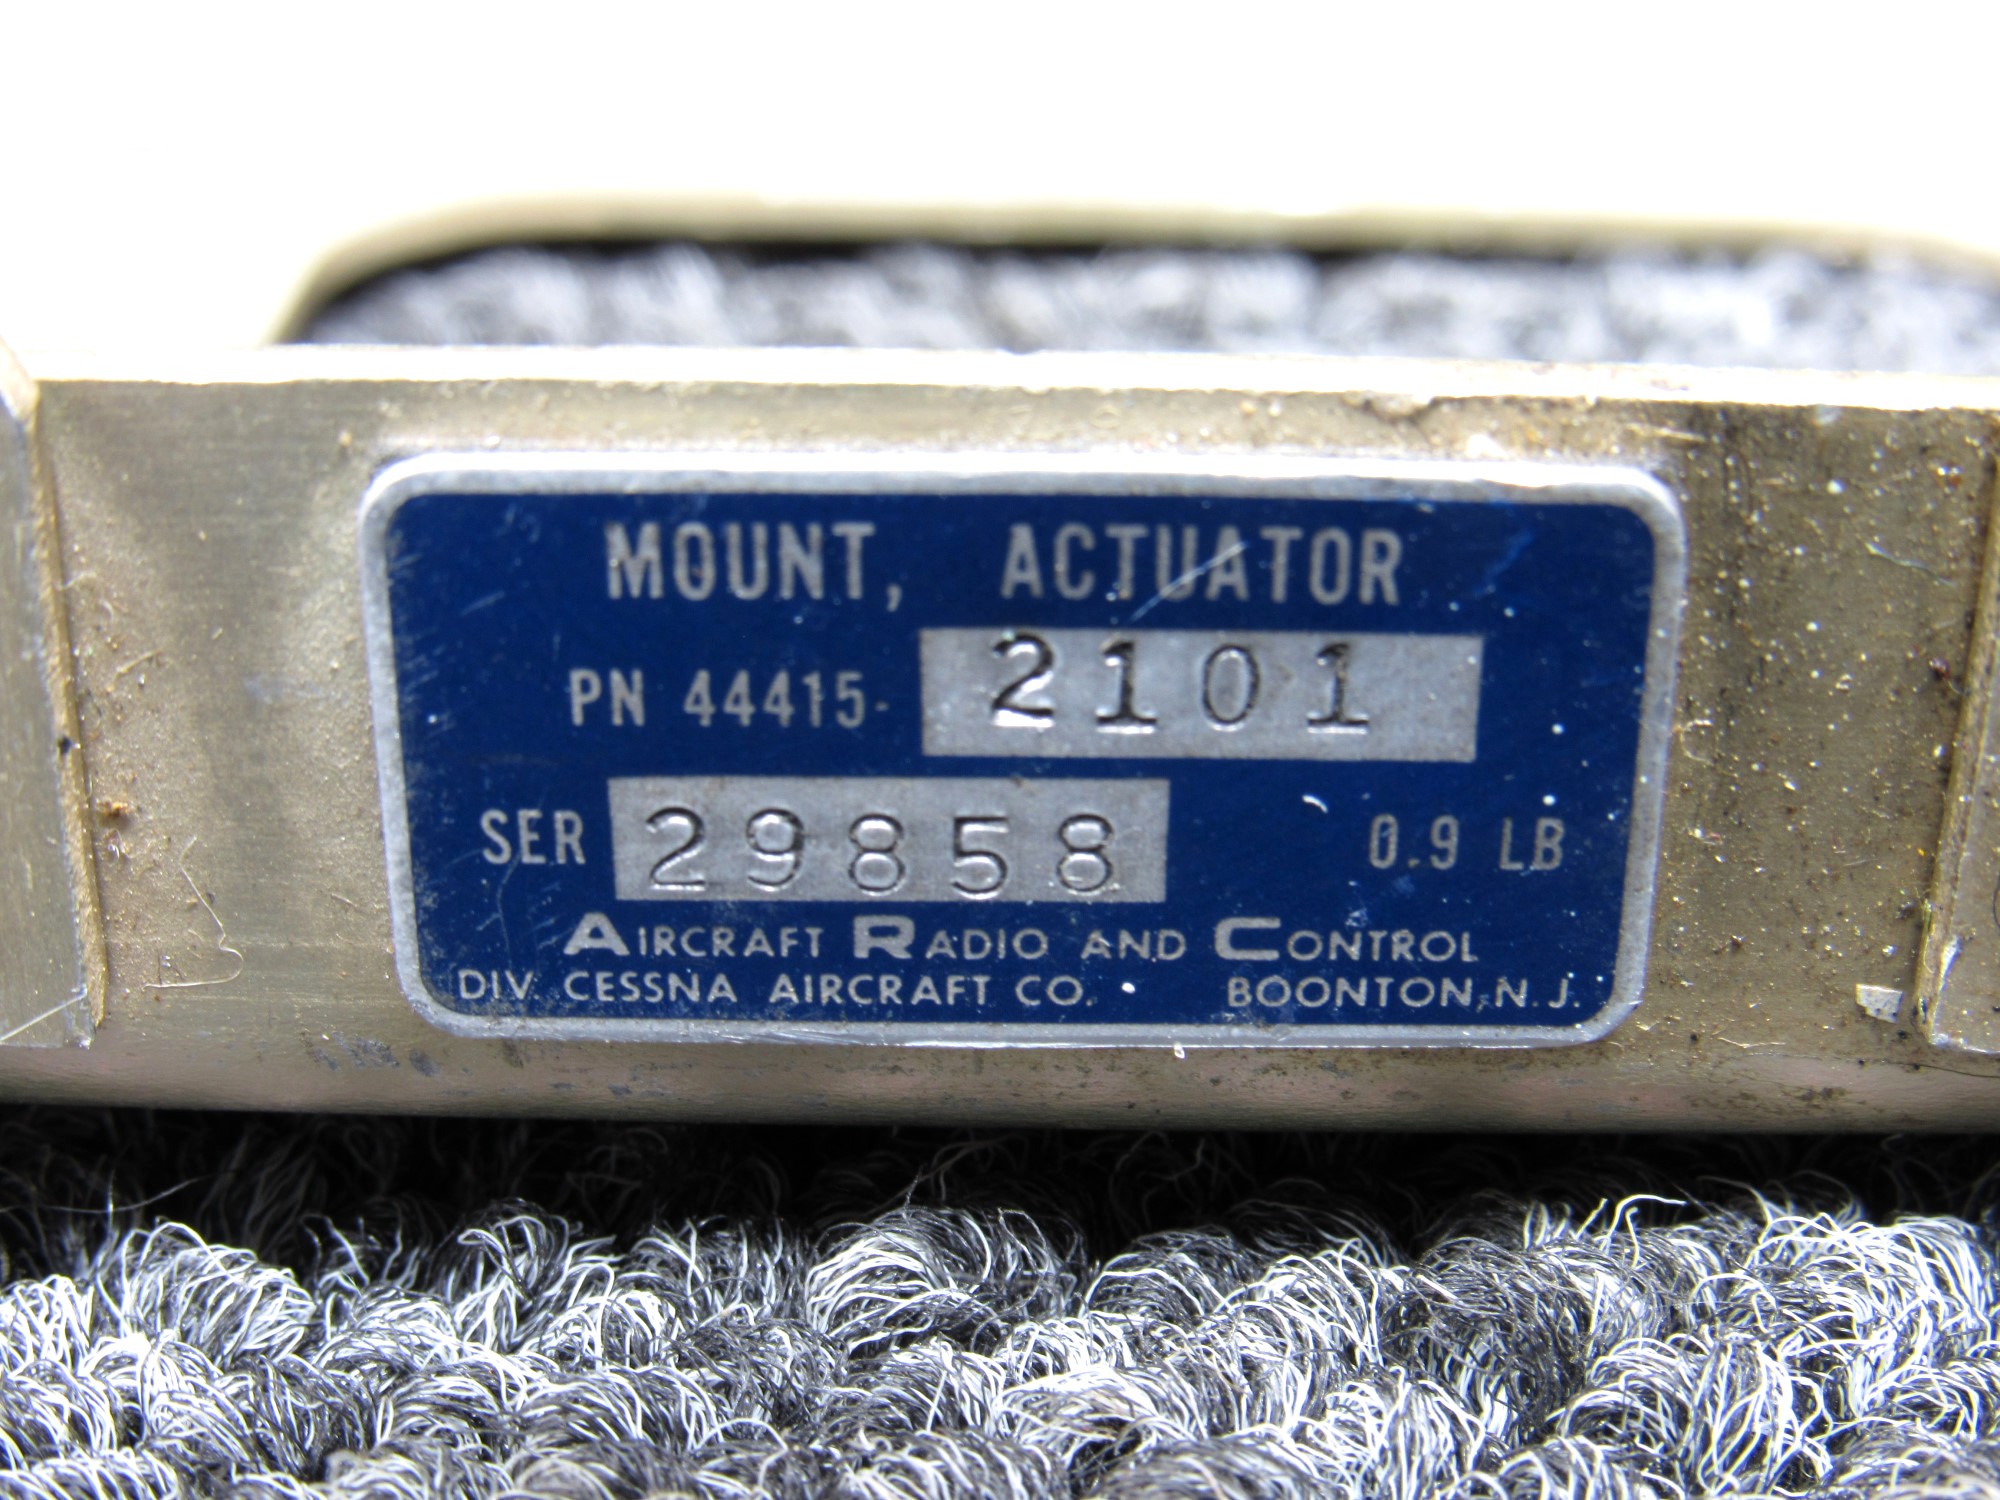 MOUNT, ACTUATOR
PN 44415- 2101
SER 29858 0.9 LB
AIRCRAFT RADIO AND CONTROL
DIV. CESSNA AIRCRAFT CO. BOONTON, N.J.